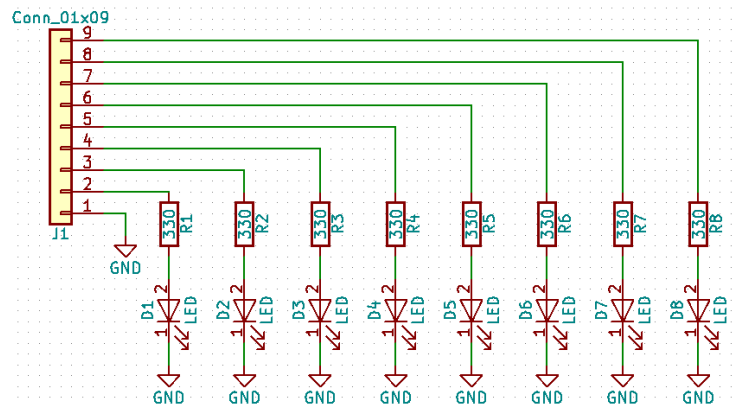 Conn_01x09
9
8
7
6
5
4
3
2
1
J1
GND
330 R1
330 R2
330 R3
330 R4
330 R5
330 R6
330 R7
330 R8
D1 2 1 LED
D2 2 1 LED
D3 2 1 LED
D4 2 1 LED
D5 2 1 LED
D6 2 1 LED
D7 2 1 LED
D8 2 1 LED
GND GND GND GND GND GND GND GND